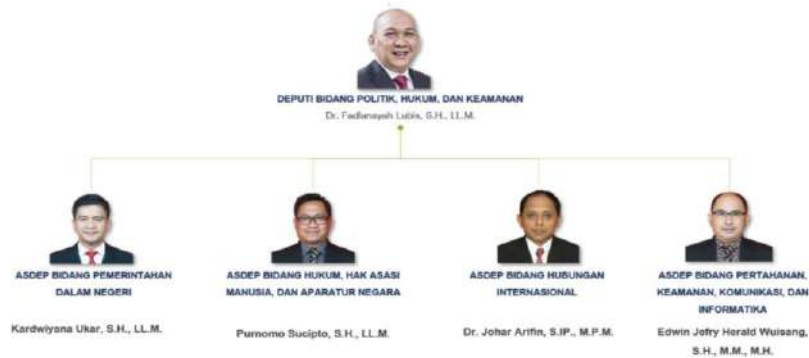 DEPUTI BIDANG POLITIK, HUKUM, DAN KEAMANAN
Dr. Fadlansyah Lubis, S.H., LL.M.
ASDEP BIDANG PEMERINTAHAN
DALAM NEGERI
Kardwiyana Ukar, S.H., LL.M.
ASDEP BIDANG HUKUM, HAK ASASI
MANUSIA, DAN APARATUR NEGARA
Purnomo Sucipto, S.H., LL.M.
ASDEP BIDANG HUBUNGAN
INTERNASIONAL
Dr. Johar Arifin, S.IP., M.P.M.
ASDEP BIDANG PERTAHANAN,
KEAMANAN, KOMUNIKASI, DAN
INFORMATIKA
Edwin Jofry Herald Wuisang,
S.H., M.M., M.H.